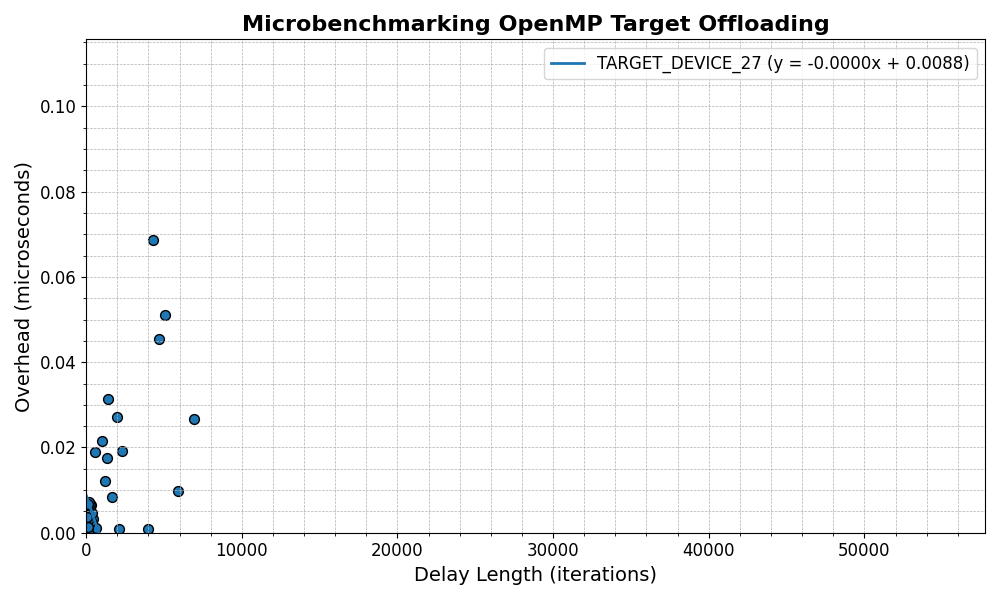 Microbenchmarking OpenMP Target Offloading
TARGET_DEVICE_27 (y = -0.0000x + 0.0088)
Overhead (microseconds)
0.10
0.08
0.06
0.04
0.02
0.00
0 10000 20000 30000 40000 50000
Delay Length (iterations)